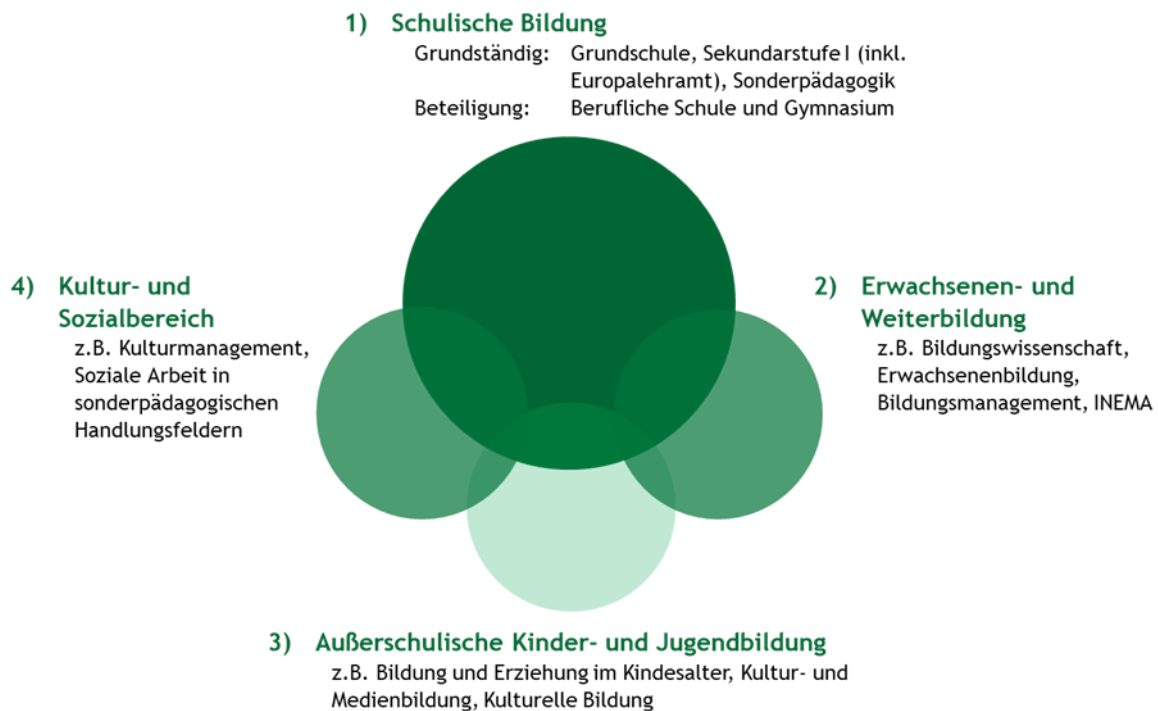 1) Schulische Bildung
Grundständig: Grundschule, Sekundarstufe I (inkl.
Europalehramt), Sonderpädagogik
Beteiligung: Berufliche Schule und Gymnasium
4) Kultur- und
Sozialbereich
z.B. Kulturmanagement,
Soziale Arbeit in
sonderpädagogischen
Handlungsfeldern
2) Erwachsenen- und
Weiterbildung
z.B. Bildungswissenschaft,
Erwachsenenbildung,
Bildungsmanagement, INEMA
3) Außerschulische Kinder- und Jugendbildung
z.B. Bildung und Erziehung im Kindesalter, Kultur- und
Medienbildung, Kulturelle Bildung